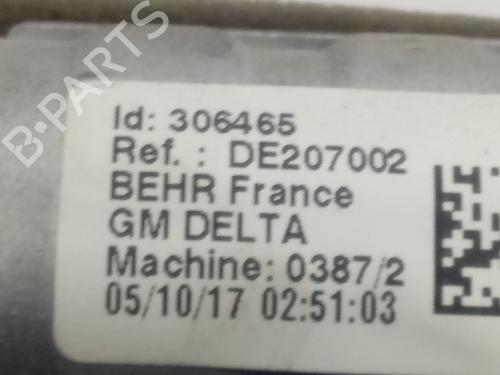 B-PARTS
Id: 306465
Ref. : DE207002
BEHR France
GM DELTA
Machine: 0387/2
05/10/17 02:51:03